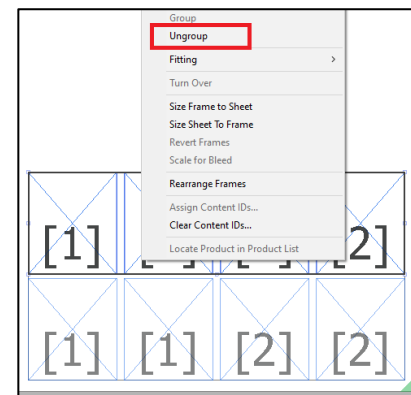 Group
Ungroup
Fitting >
Turn Over
Size Frame to Sheet
Size Sheet To Frame
Revert Frames
Scale for Bleed
Rearrange Frames
Assign Content IDs...
Clear Content IDs...
Locate Product in Product List
[1] [2]
[1] [1] [2] [2]